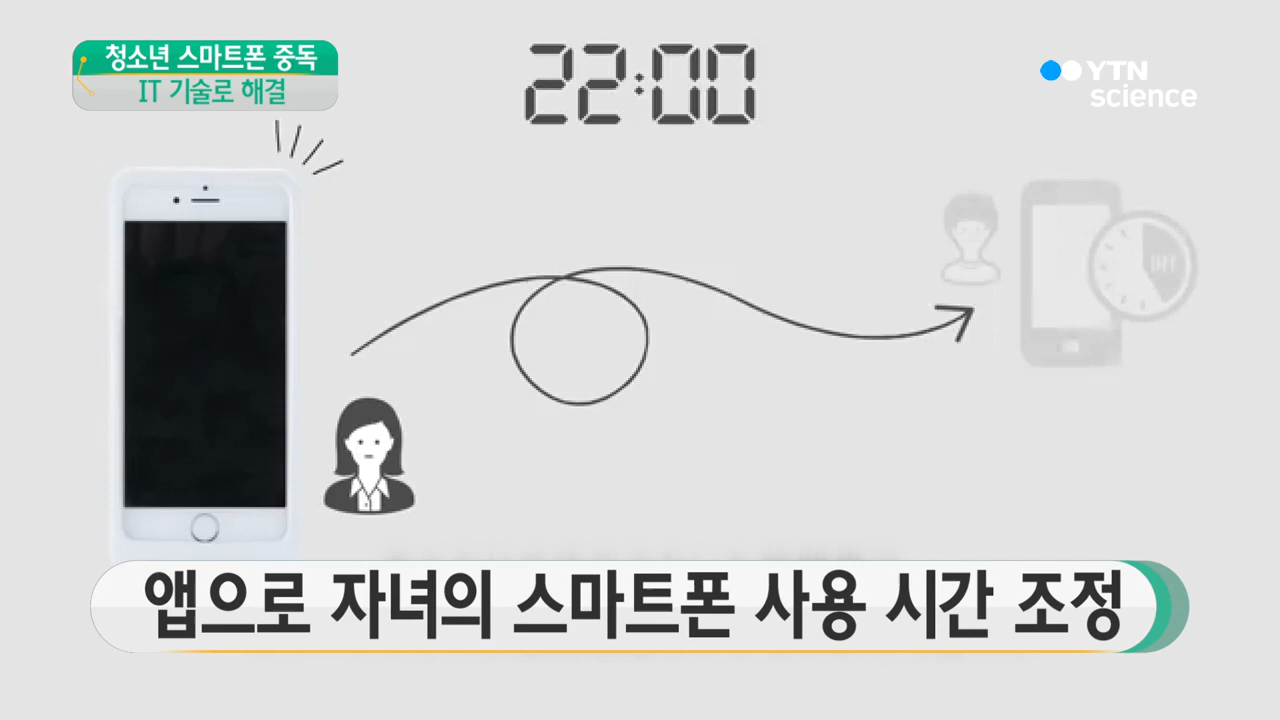 청소년 스마트폰 중독
IT 기술로 해결
22:00
YTN
science
앱으로 자녀의 스마트폰 사용 시간 조정